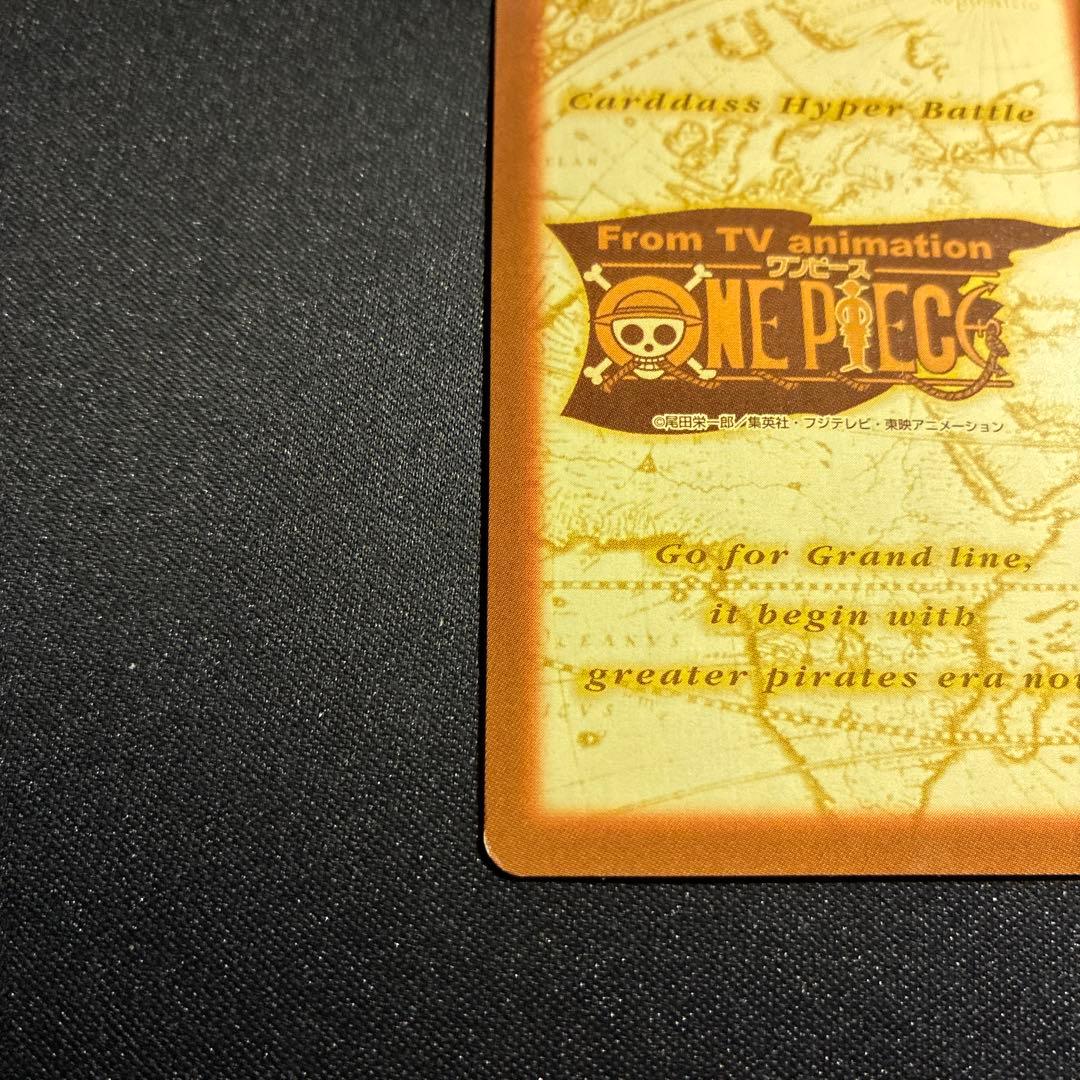 Carddass Hyper Battle
From TV animation
ワンピース
ONE PIECE
©尾田栄一郎／集英社・フジテレビ・東映アニメーション
Go for Grand line,
it begin with
OCEANVS
greater pirates era now